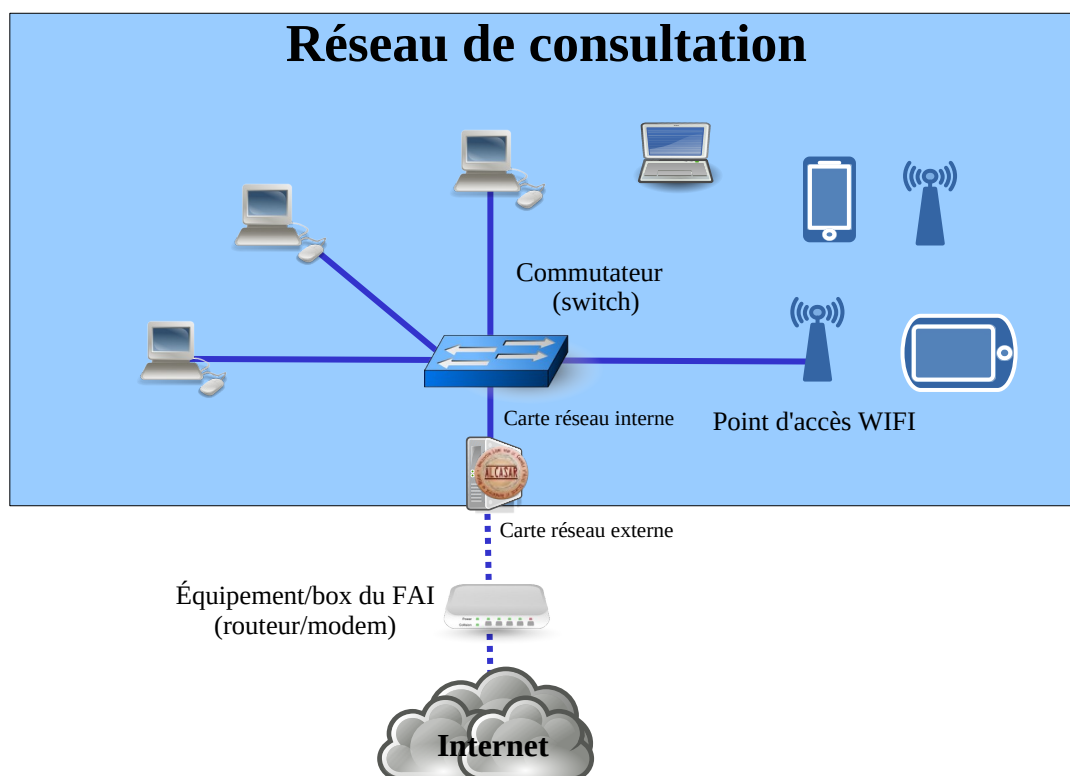 Réseau de consultation
Commutateur
(switch)
Carte réseau interne
Point d'accès WIFI
ALCASAR
Carte réseau externe
Équipement/box du FAI
(routeur/modem)
Internet